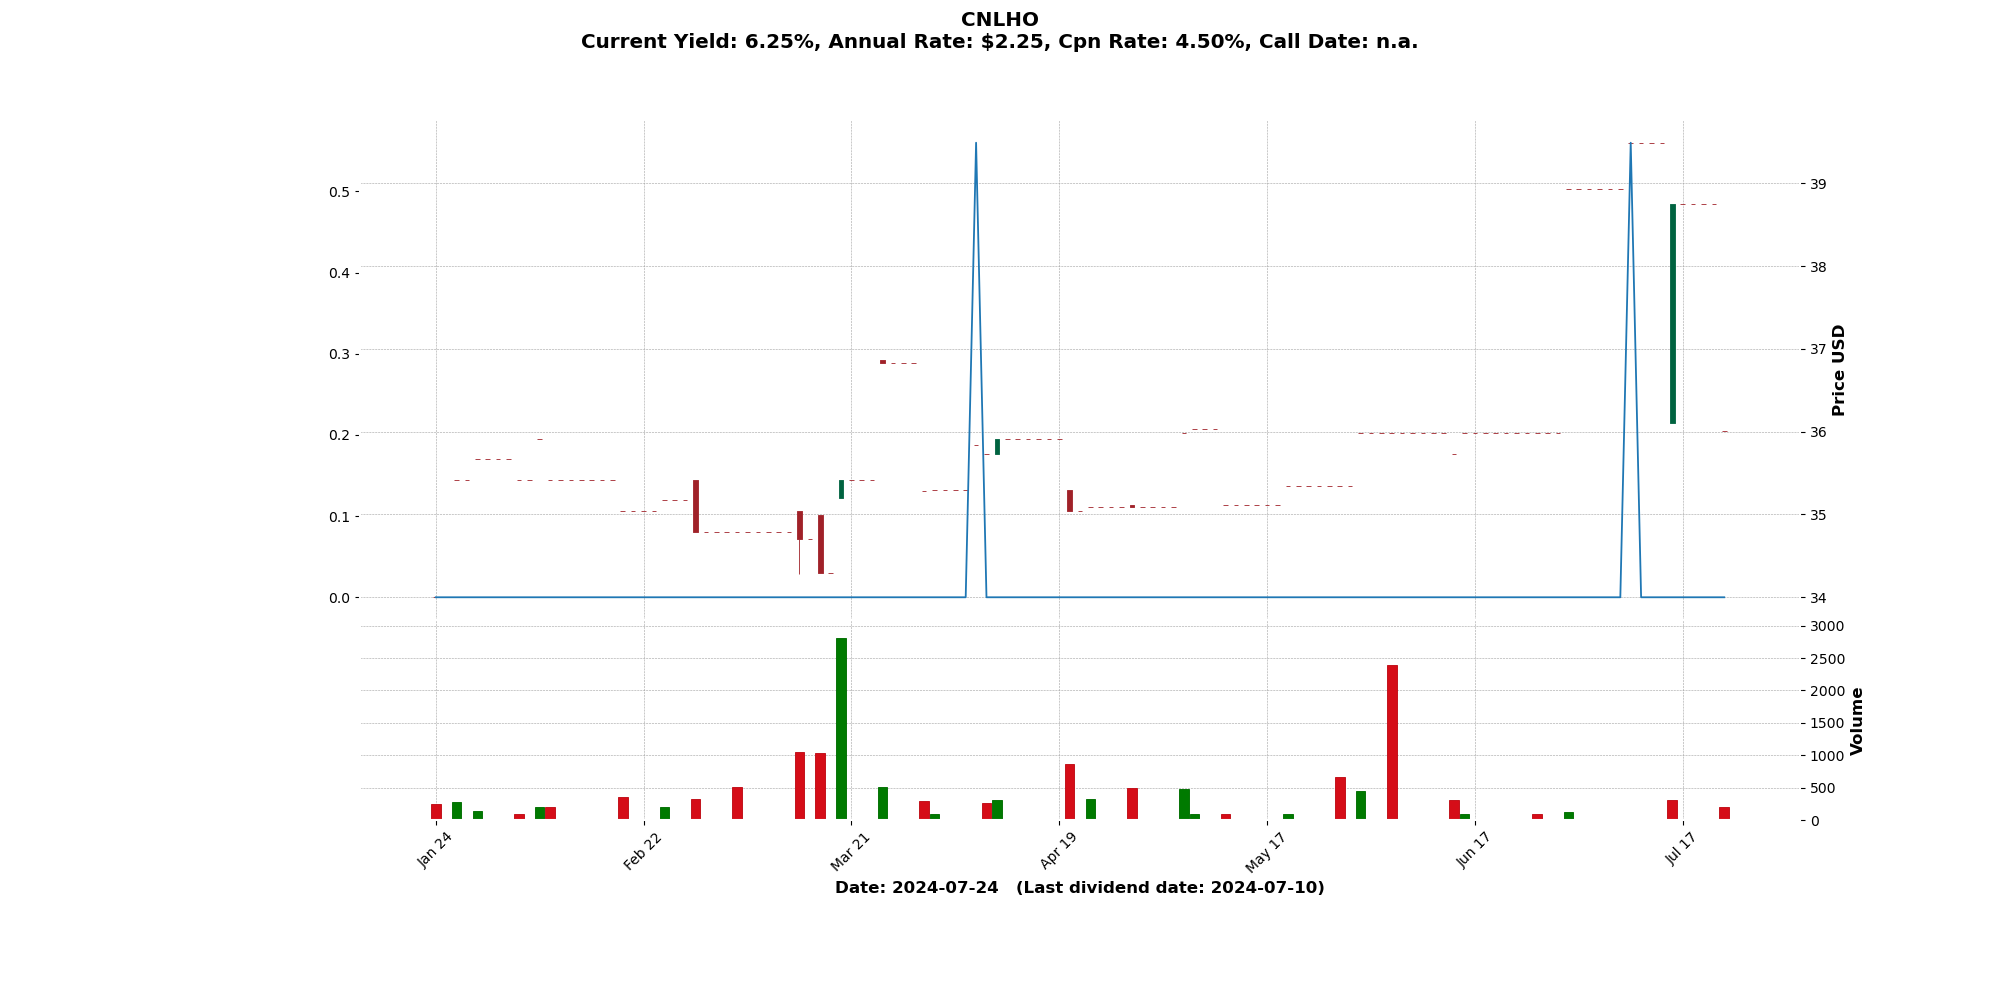 CNLHO
Current Yield: 6.25%, Annual Rate: $2.25, Cpn Rate: 4.50%, Call Date: n.a.
0.5
0.4
0.3
0.2
0.1
0.0
39
38
37
36
35
34
Price USD
3000
2500
2000
1500
1000
500
0
Volume
Jan 24
Feb 22
Mar 21
Apr 19
May 17
Jun 17
Jul 17
Date: 2024-07-24   (Last dividend date: 2024-07-10)